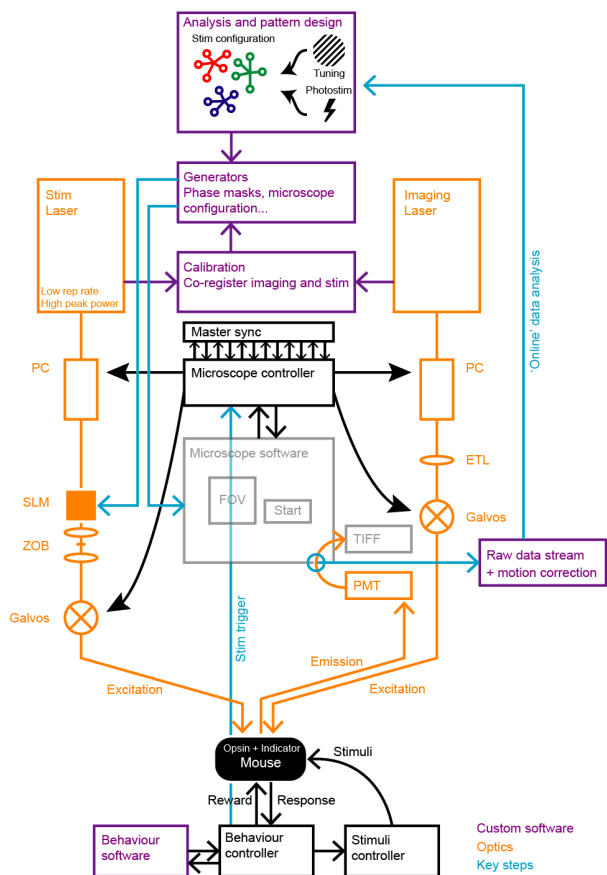 Analysis and pattern design
Stim configuration
Tuning
Photostim
Generators
Phase masks, microscope
configuration...
Stim
Laser
Low rep rate
High peak power
Imaging
Laser
Calibration
Co-register imaging and stim
'Online' data analysis
Master sync
Microscope controller
PC
PC
Microscope software
FOV
Start
ETL
SLM
Galvos
ZOB
TIFF
Raw data stream
+ motion correction
PMT
Galvos
Stim trigger
Emission
Excitation
Excitation
Opsin + Indicator
Mouse
Stimuli
Reward
Response
Behaviour
software
Behaviour
controller
Stimuli
controller
Custom software
Optics
Key steps